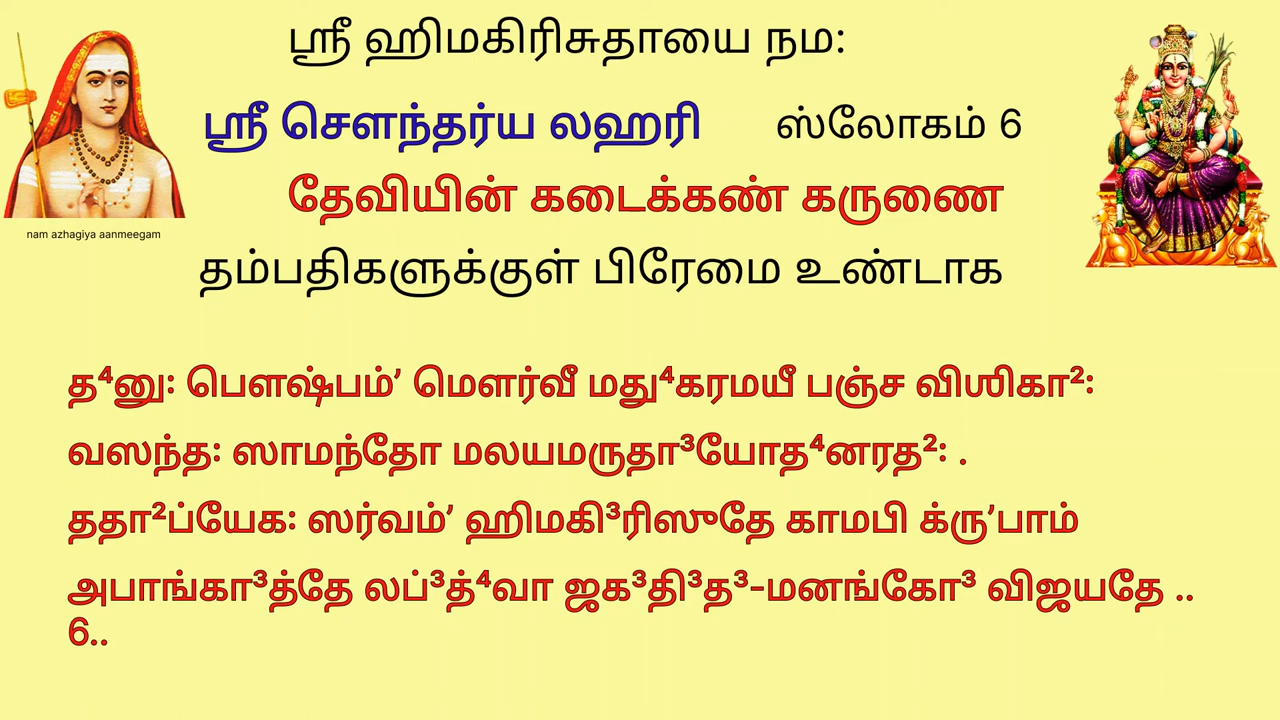 ஸ்ரீ ஹிமகிரிசுதாயை நம:
ஸ்ரீ சௌந்தர்ய லஹரி ஸ்லோகம் 6
தேவியின் கடைக்கண் கருணை
nam azhagiya aanmeegam
தம்பதிகளுக்குள் பிரேமை உண்டாக
த⁴னு: பௌஷ்பம்ʼ மௌர்வீ மது⁴கரமயீ பஞ்ச விஶிகா²:
வஸந்த: ஸாமந்தோ மலயமருதா³யோத⁴னரத²: .
ததா²ப்யேக: ஸர்வம்ʼ ஹிமகி³ரிஸுதே காமபி க்ருʼபாம்
அபாங்கா³த்தே லப்³த்⁴வா ஜக³தி³த³-மனங்கோ³ விஜயதே ..
6..